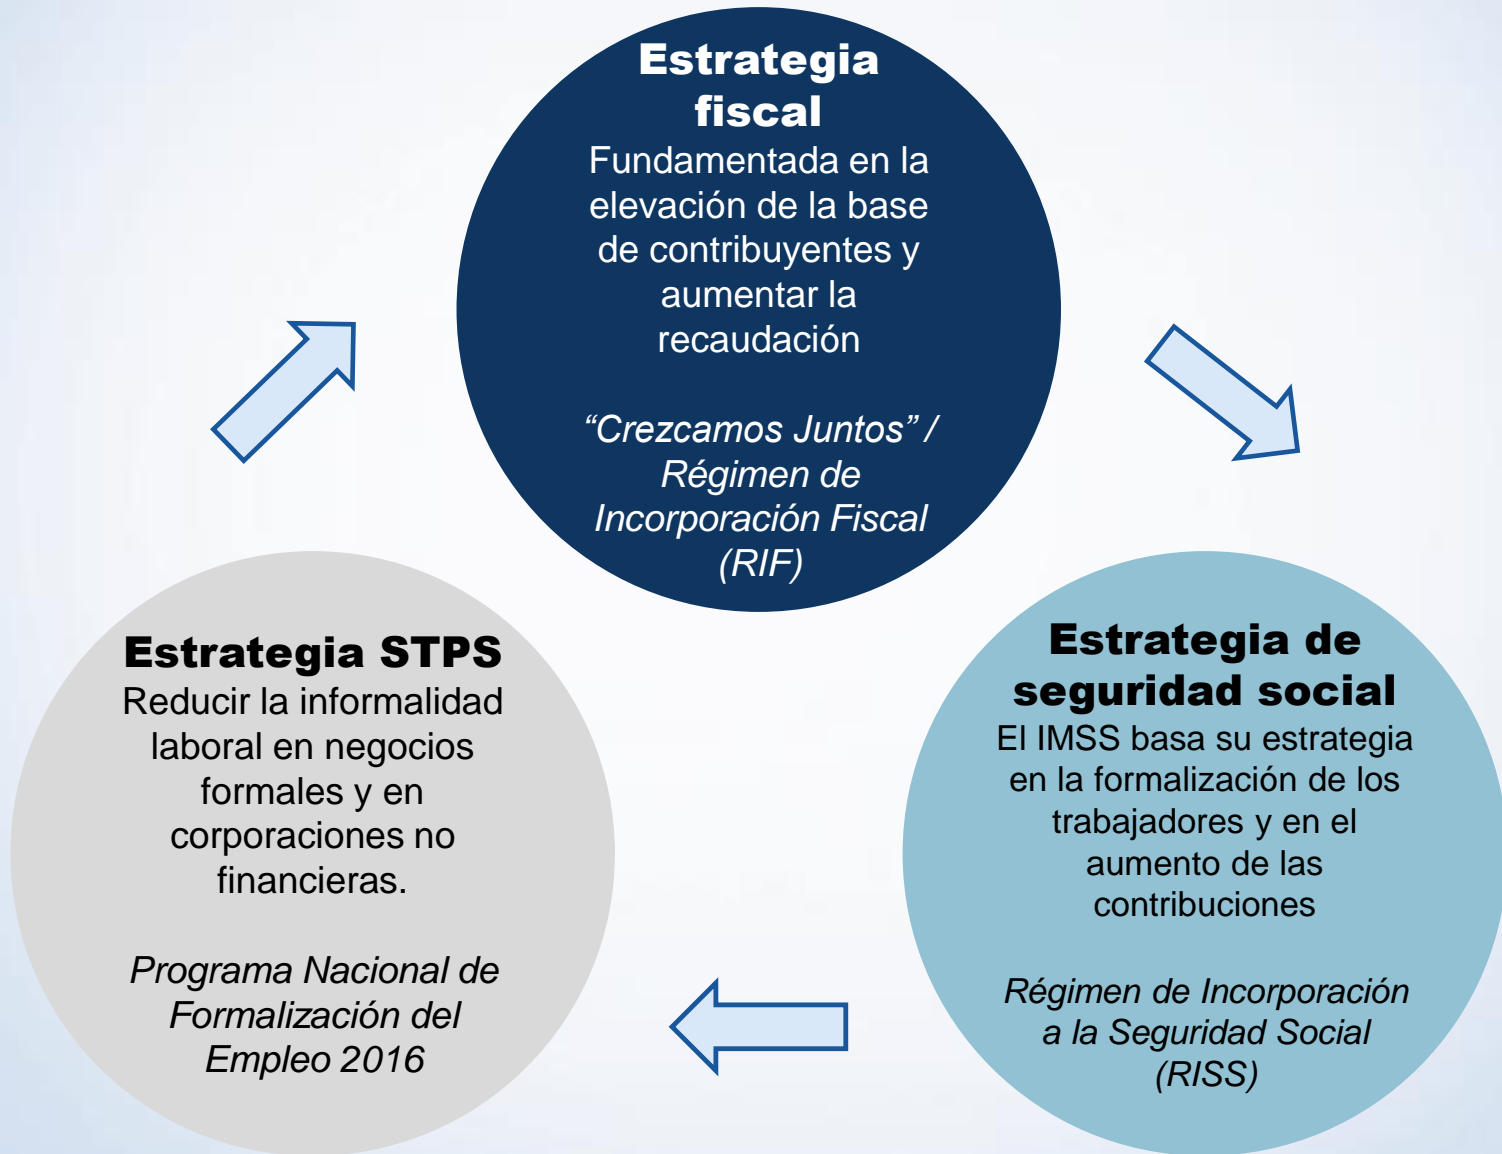 Estrategia
fiscal
Fundamentada en la
elevación de la base
de contribuyentes y
aumentar la
recaudación
“Crezcamos Juntos” /
Régimen de
Incorporación Fiscal
(RIF)
Estrategia STPS
Reducir la informalidad
laboral en negocios
formales y en
corporaciones no
financieras.
Programa Nacional de
Formalización del
Empleo 2016
Estrategia de
seguridad social
El IMSS basa su estrategia
en la formalización de los
trabajadores y en el
aumento de las
contribuciones
Régimen de Incorporación
a la Seguridad Social
(RISS)